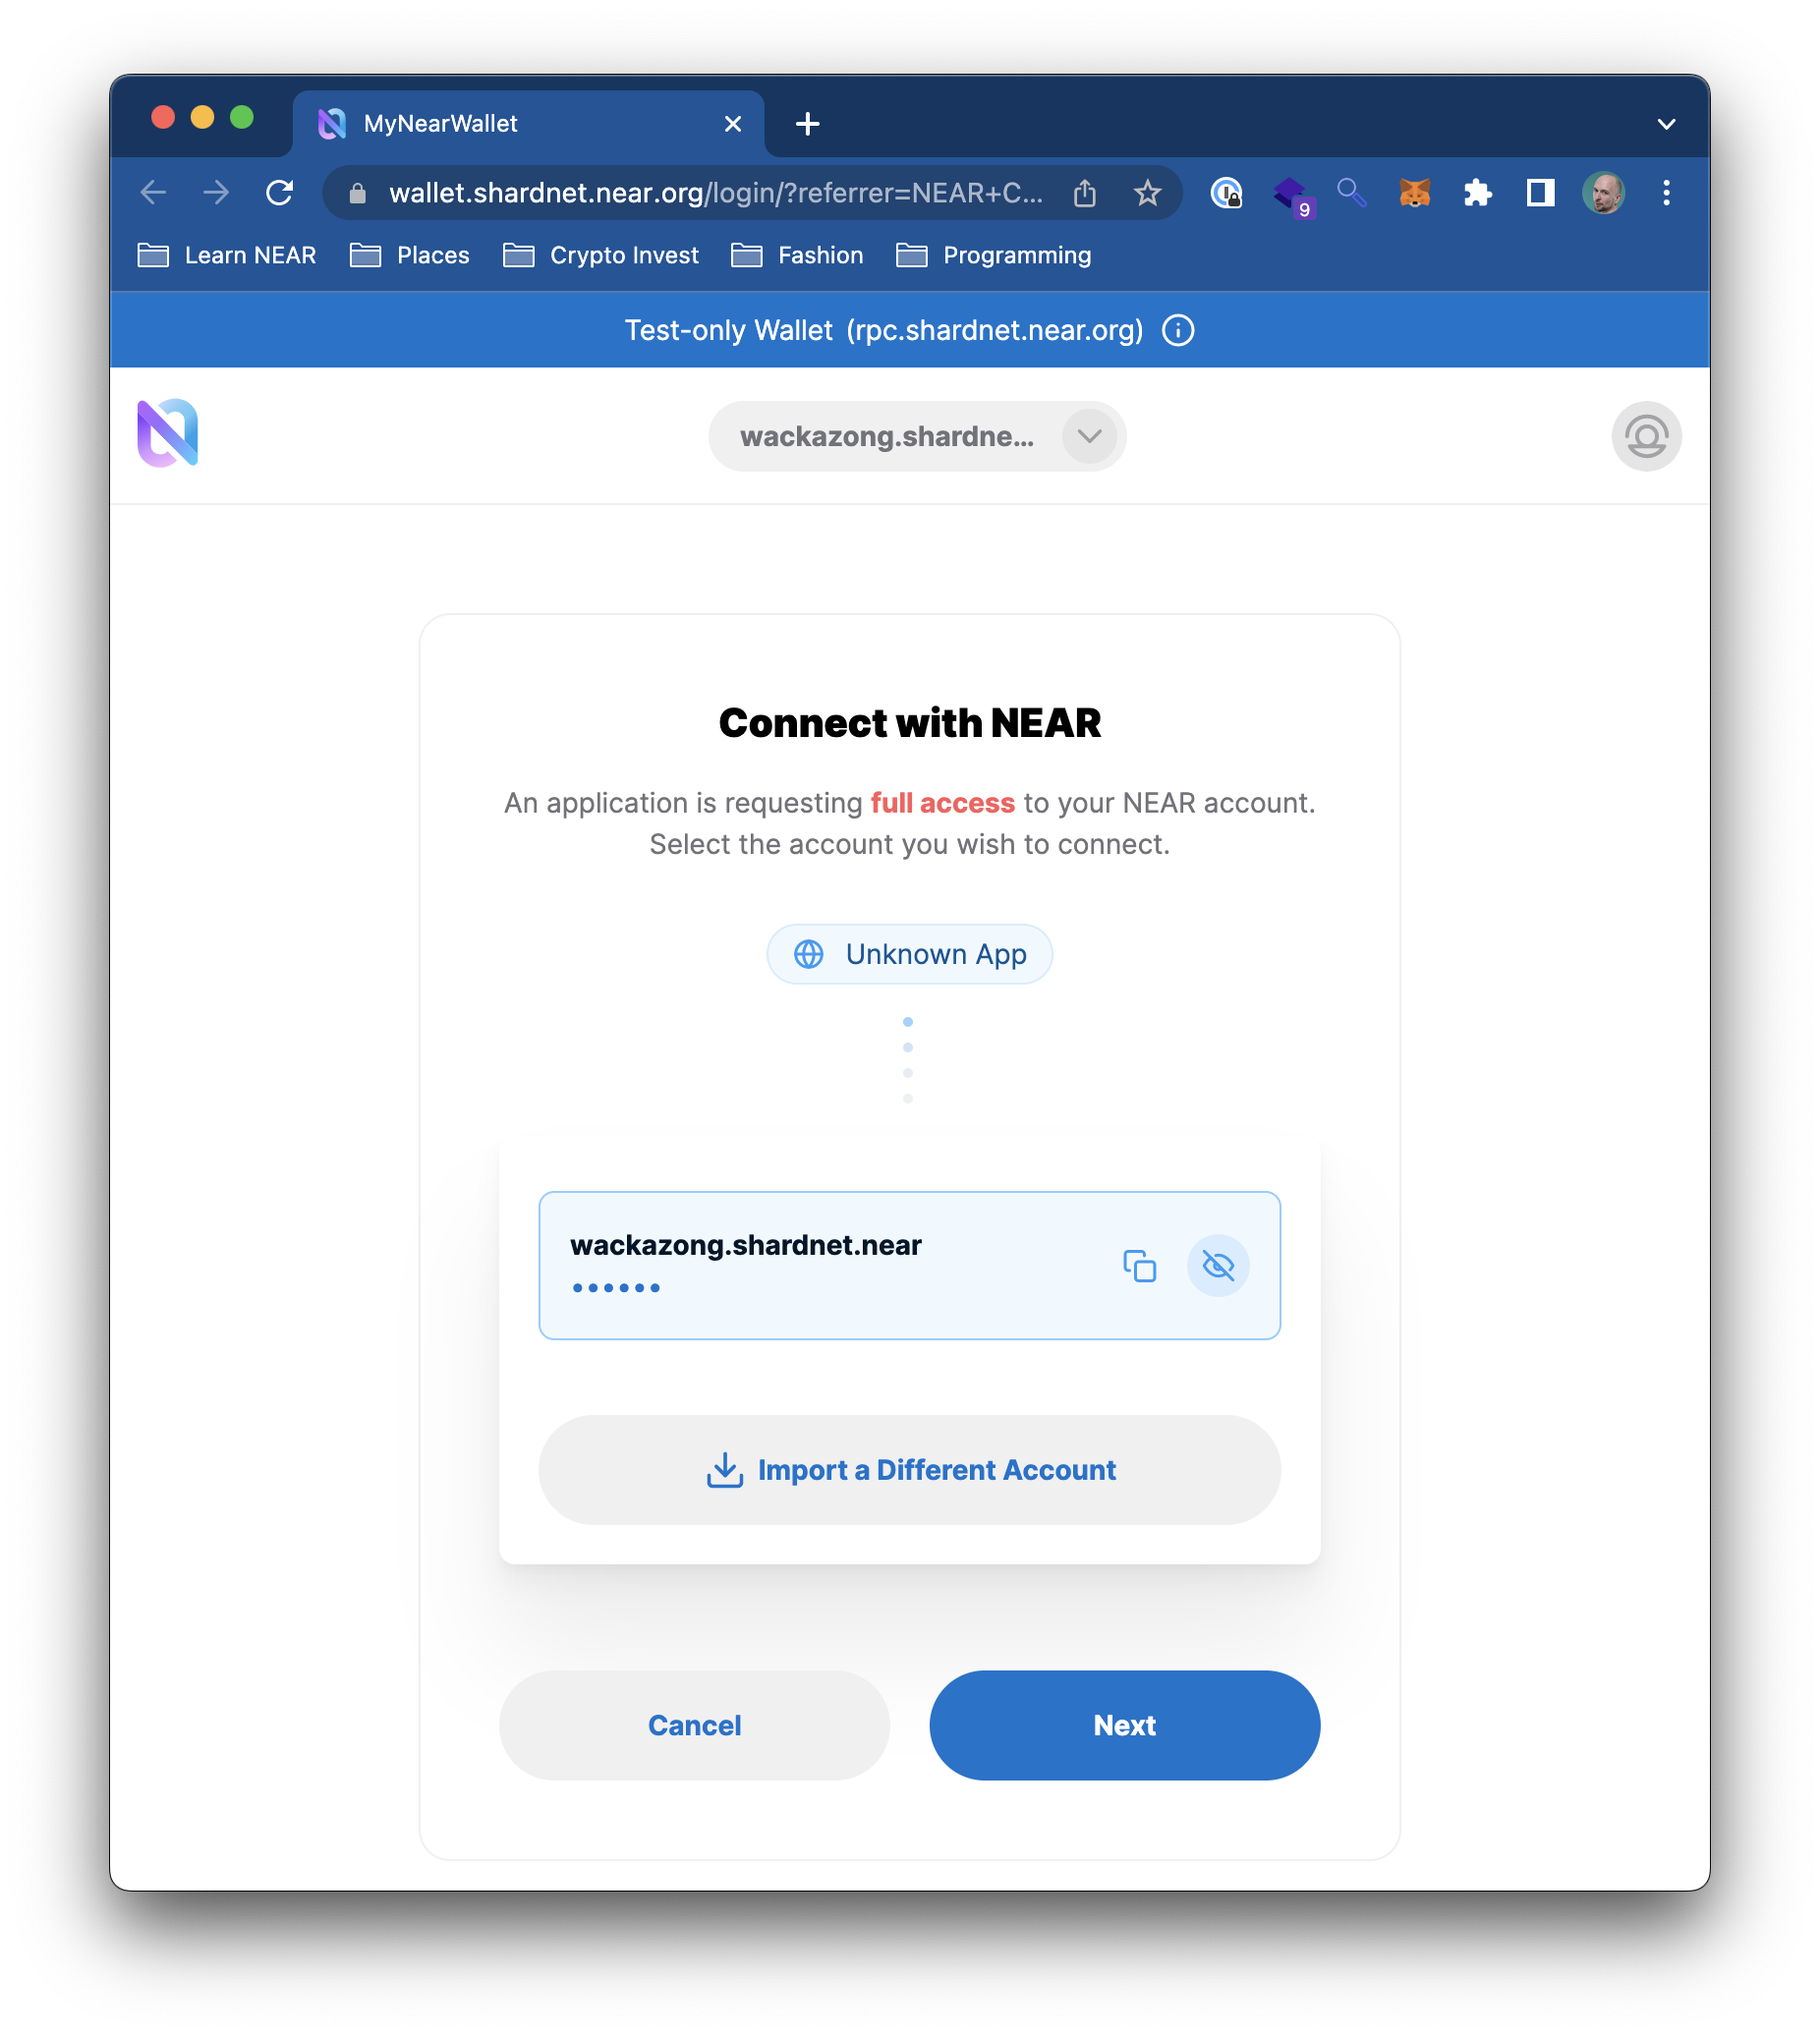 MyNearWallet
wallet.shardnet.near.org/login/?referrer=NEAR+C...
9
Learn NEAR
Places
Crypto Invest
Fashion
Programming
Test-only Wallet (rpc.shardnet.near.org)
wackazong.shardne...
Connect with NEAR
An application is requesting full access to your NEAR account.
Select the account you wish to connect.
Unknown App
wackazong.shardnet.near
••••••
Import a Different Account
Cancel
Next